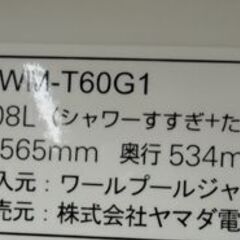 WM-T60G1
08L（シャワーすすぎ+た
565mm 奥行 534m
入元：ワールプールジャ
売元：株式会社ヤマダ電